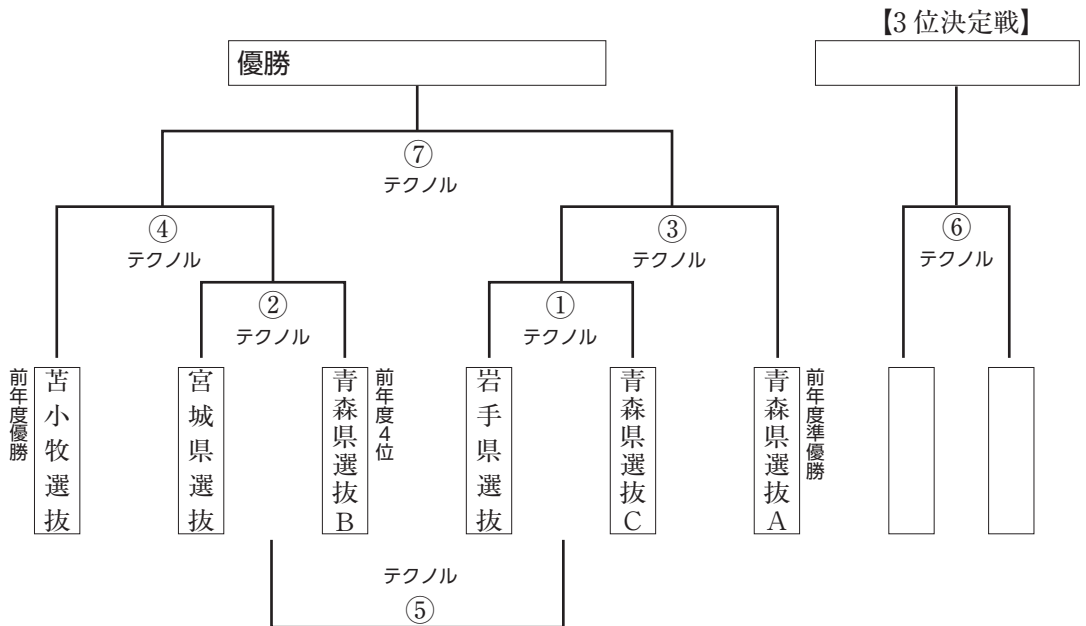 【3位決定戦】
優勝
⑦
テクノル
④
テクノル
③
テクノル
⑥
テクノル
②
テクノル
①
テクノル
前年度優勝
苫小牧選抜
宮城県選抜
青森県選抜B
前年度4位
岩手県選抜
青森県選抜C
青森県選抜A
前年度準優勝
テクノル
⑤